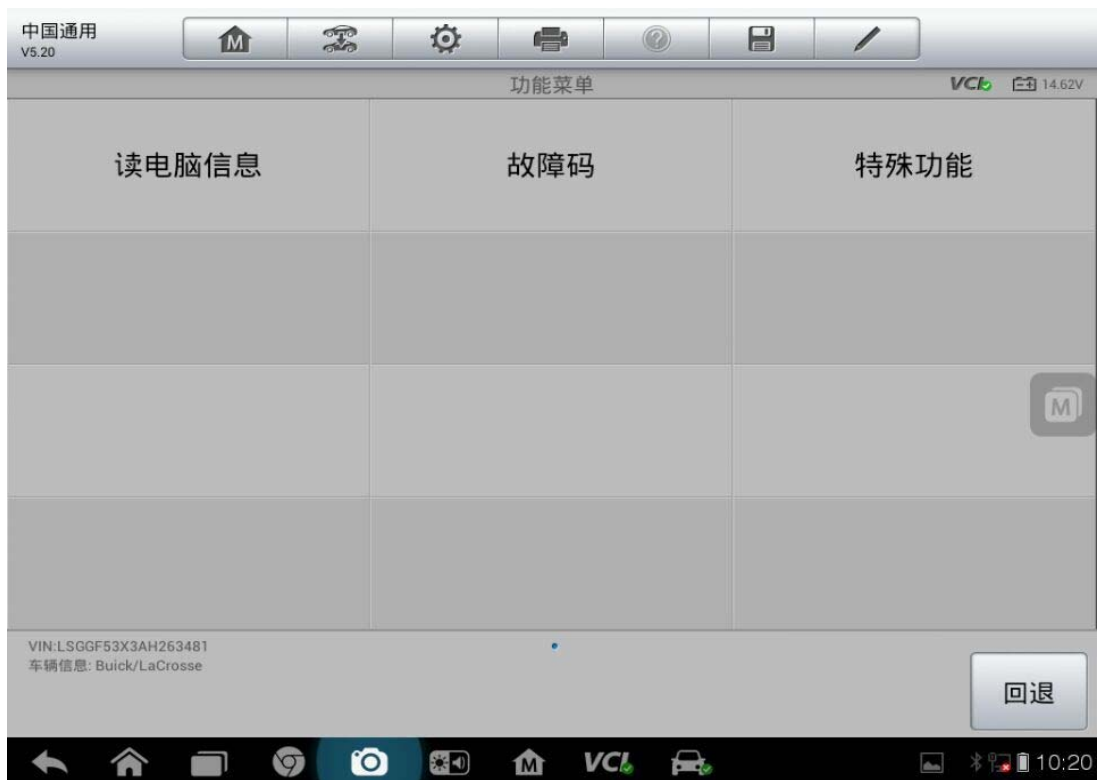 中国通用
V5.20
M
功能菜单
VCI
14.62V
读电脑信息
故障码
特殊功能
M
VIN:LSGGF53X3AH263481
车辆信息: Buick/LaCrosse
回退
M
VCI
10:20